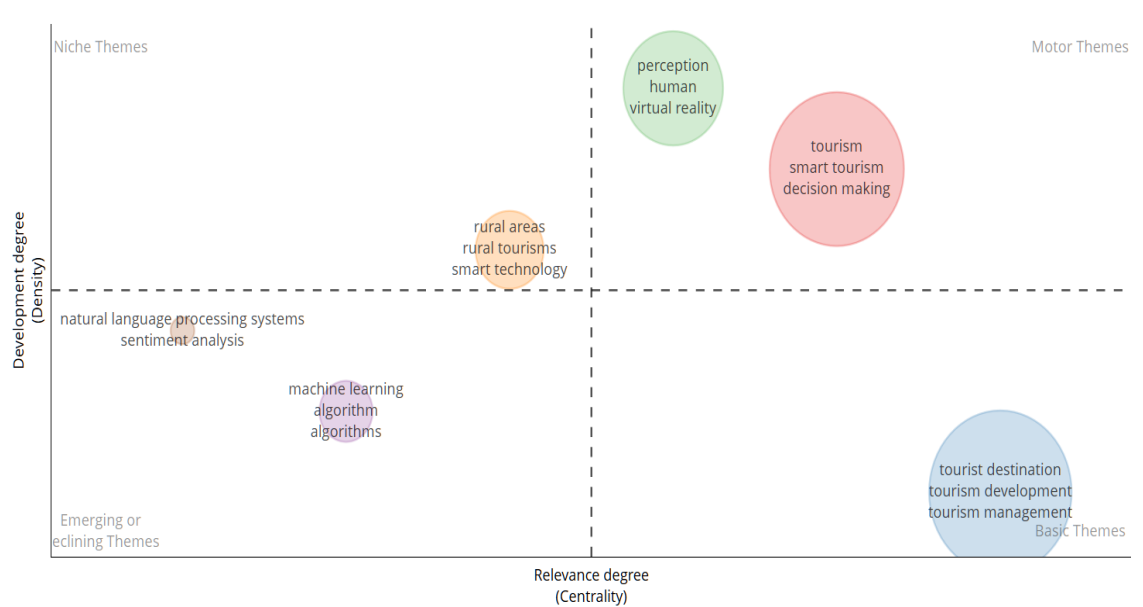 Niche Themes
Motor Themes
perception
human
virtual reality
tourism
smart tourism
decision making
rural areas
rural tourisms
smart technology
natural language processing systems
sentiment analysis
machine learning
algorithm
algorithms
tourist destination
tourism development
tourism management
Basic Themes
Emerging or
eclining Themes
Development degree
(Density)
Relevance degree
(Centrality)